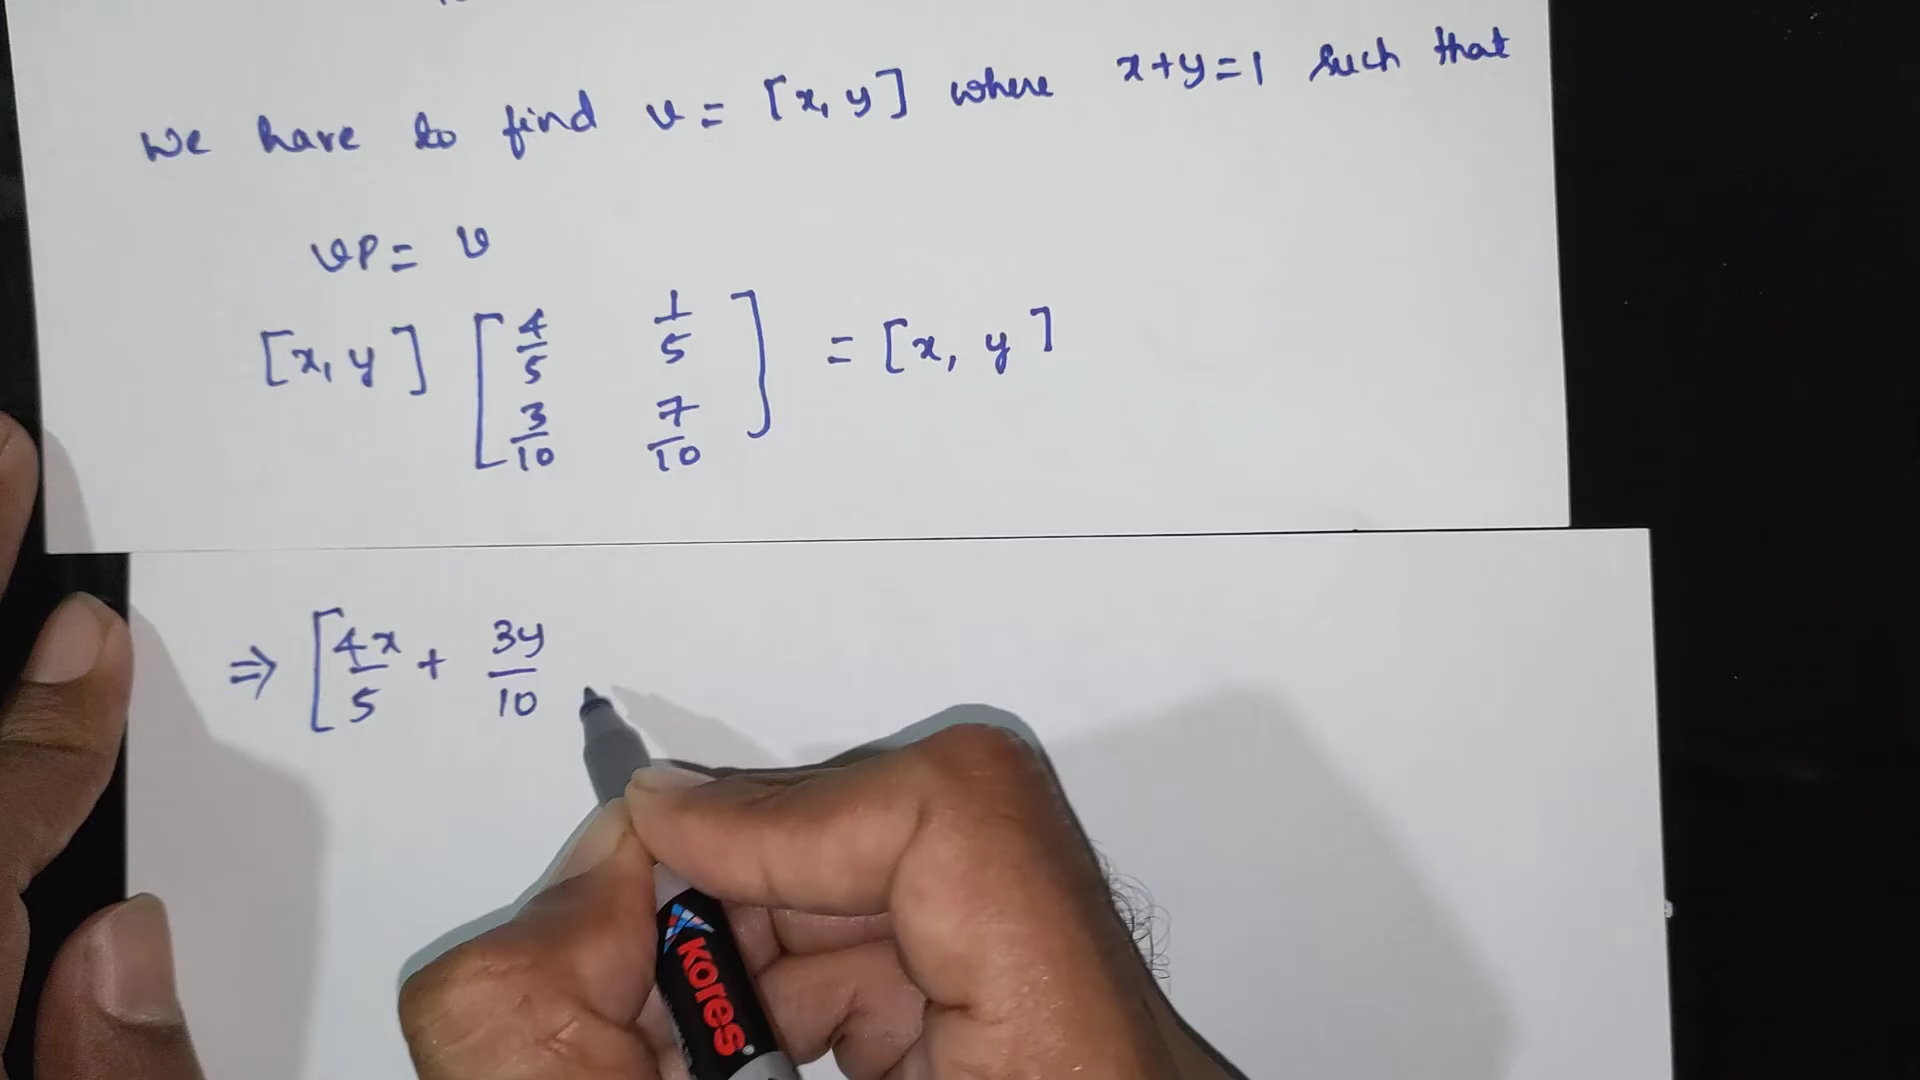 We have to find v = [x, y] where x+y=1 such that
vP = v
[x, y] [4/5 1/5
3/10 7/10] = [x, y]
⇒ [4x/5 + 3y/10
Kores